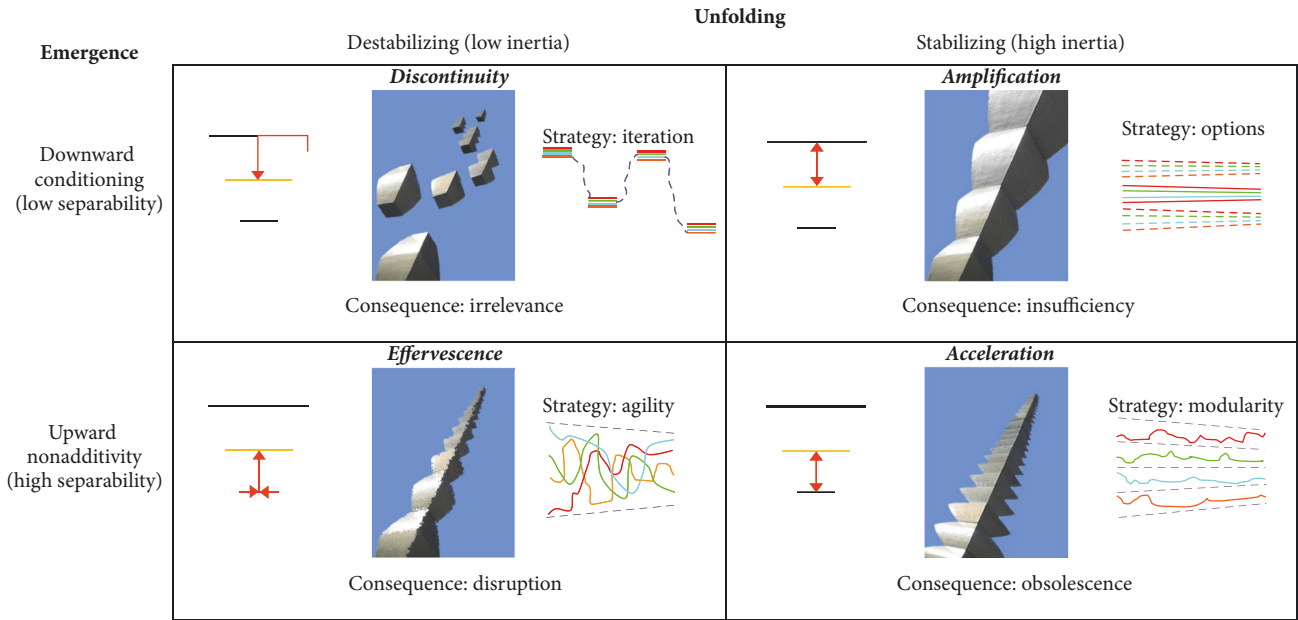 Unfolding
Emergence
Destabilizing (low inertia)
Stabilizing (high inertia)
Downward
conditioning
(low separability)
Discontinuity
Strategy: iteration
Consequence: irrelevance
Amplification
Strategy: options
Consequence: insufficiency
Upward
nonadditivity
(high separability)
Effervescence
Strategy: agility
Consequence: disruption
Acceleration
Strategy: modularity
Consequence: obsolescence